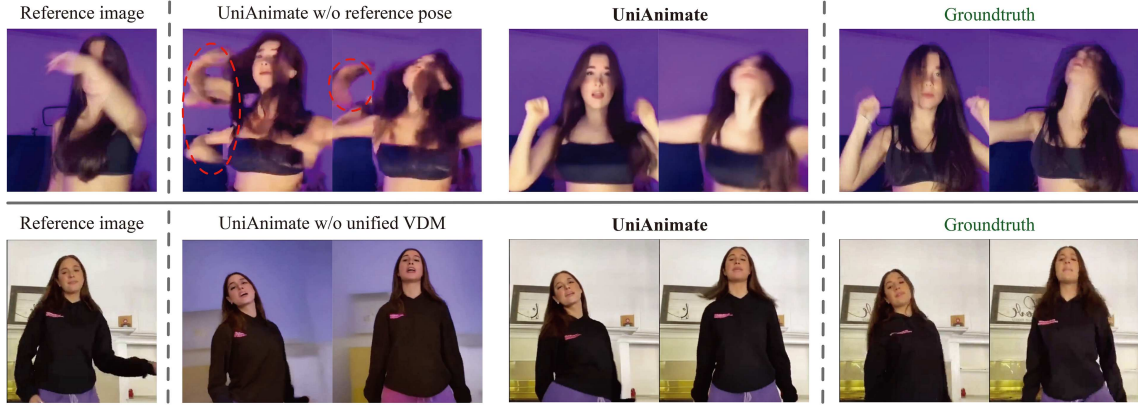 Reference image UniAnimate w/o reference pose UniAnimate Groundtruth
Reference image UniAnimate w/o unified VDM UniAnimate Groundtruth